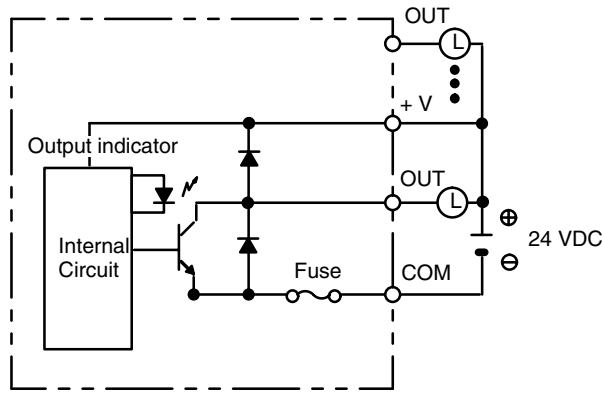 OUT
L
+ V
Output indicator
OUT
L
⊕
24 VDC
⊖
Internal
Circuit
Fuse
COM